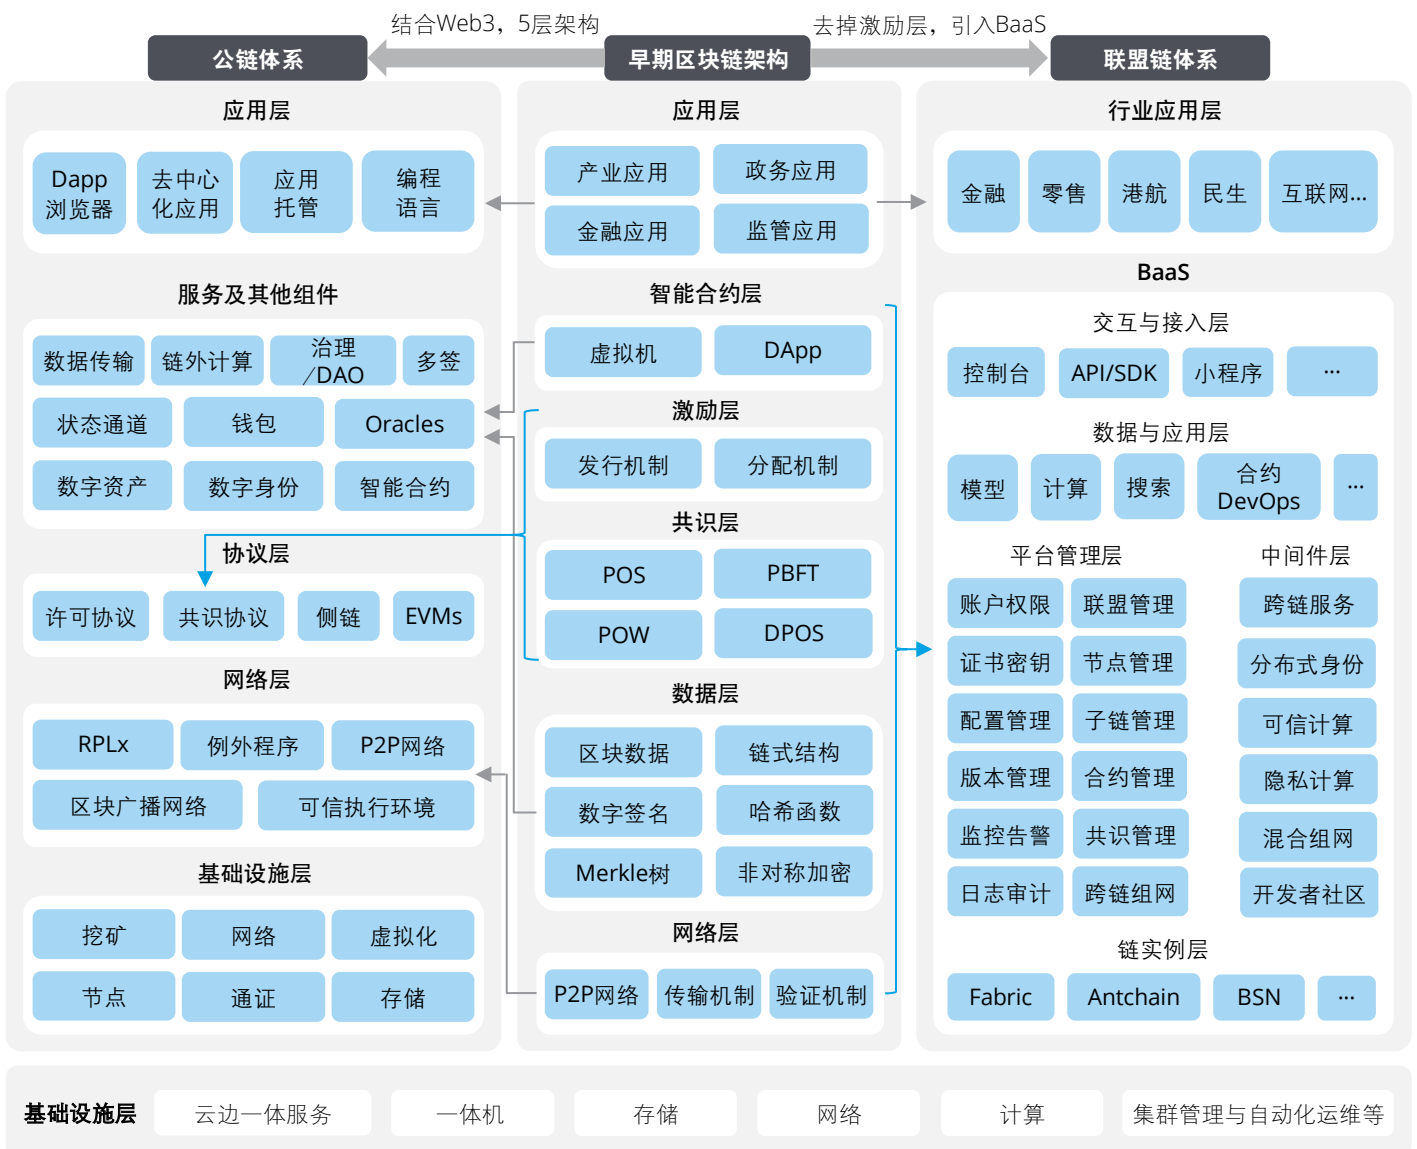 结合Web3，5层架构
去掉激励层，引入BaaS
公链体系
早期区块链架构
联盟链体系
应用层
Dapp
浏览器
去中心
化应用
应用
托管
编程
语言
服务及其他组件
数据传输
链外计算
治理
/DAO
多签
状态通道
钱包
Oracles
数字资产
数字身份
智能合约
协议层
许可协议
共识协议
侧链
EVMs
网络层
RPLx
例外程序
P2P网络
区块广播网络
可信执行环境
基础设施层
挖矿
网络
虚拟化
节点
通证
存储
应用层
产业应用
政务应用
金融应用
监管应用
智能合约层
虚拟机
DApp
激励层
发行机制
分配机制
共识层
POS
PBFT
POW
DPOS
数据层
区块数据
链式结构
数字签名
哈希函数
Merkle树
非对称加密
网络层
P2P网络
传输机制
验证机制
行业应用层
金融
零售
港航
民生
互联网...
BaaS
交互与接入层
控制台
API/SDK
小程序
...
数据与应用层
模型
计算
搜索
合约
DevOps
...
平台管理层
账户权限
联盟管理
证书密钥
节点管理
配置管理
子链管理
版本管理
合约管理
监控告警
共识管理
日志审计
跨链组网
中间件层
跨链服务
分布式身份
可信计算
隐私计算
混合组网
开发者社区
链实例层
Fabric
Antchain
BSN
...
基础设施层
云边一体服务
一体机
存储
网络
计算
集群管理与自动化运维等